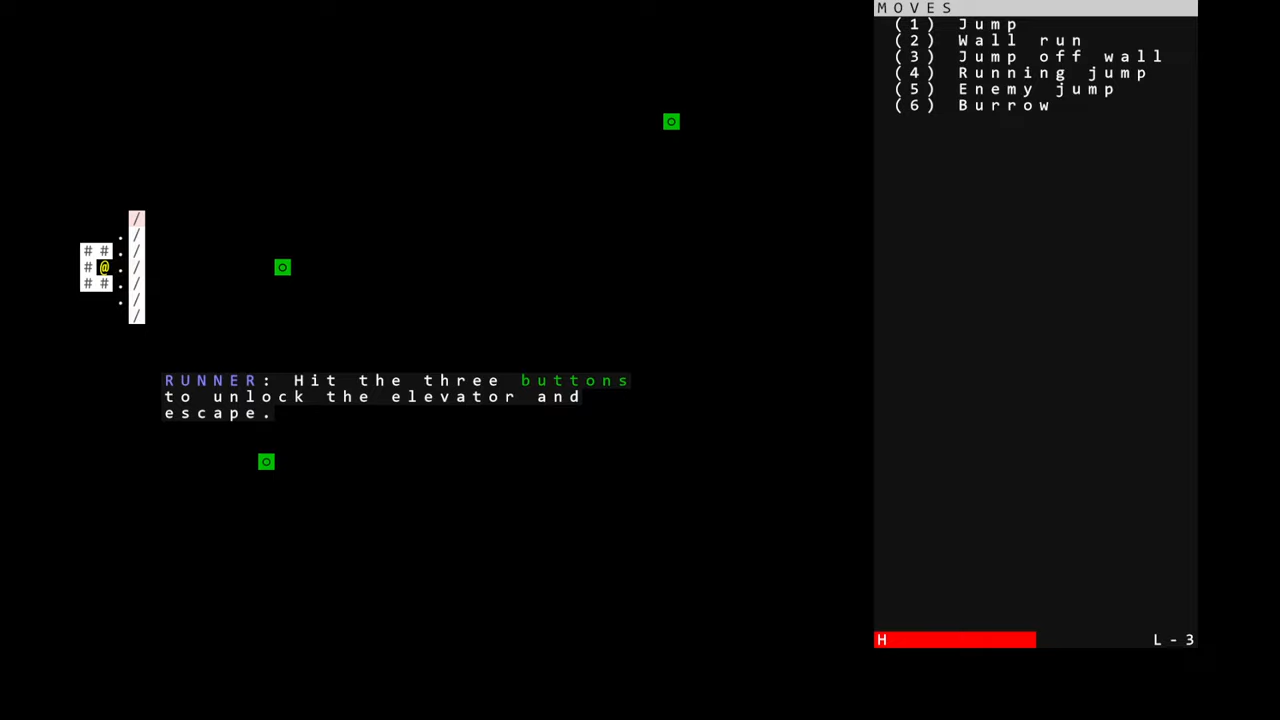 MOVES
(1) Jump
(2) Wall run
(3) Jump off wall
(4) Running jump
(5) Enemy jump
(6) Burrow
o
/
. /
# # . /
# @ . / o
# # . /
. /
/
RUNNER: Hit the three buttons
to unlock the elevator and
escape.
o
H L-3